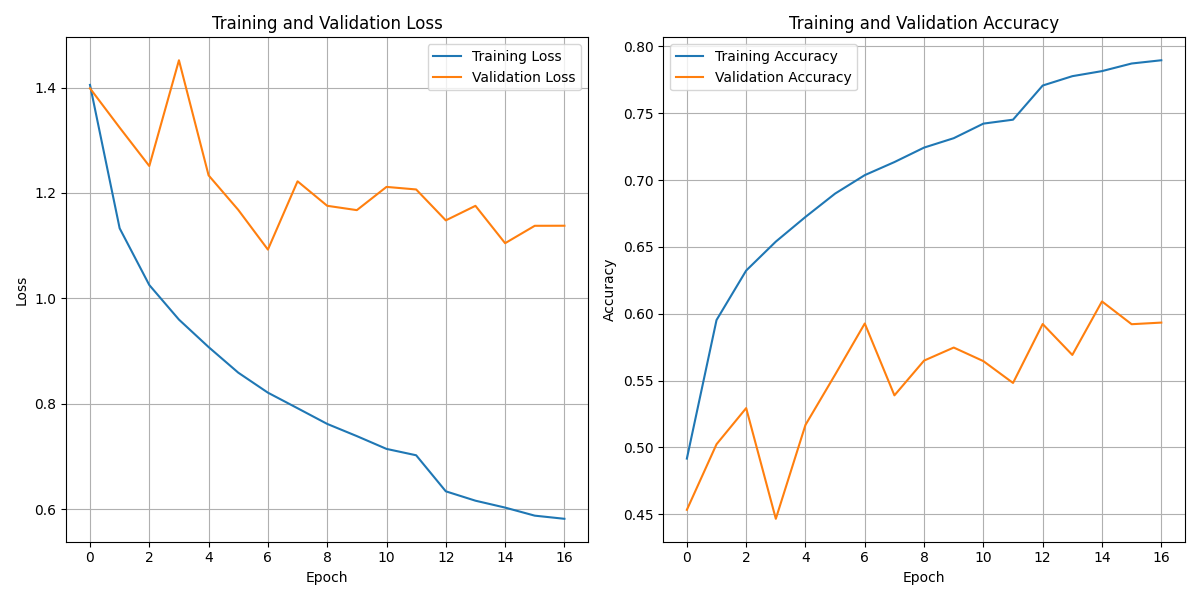 Training and Validation Loss
Training Loss
Validation Loss
1.4
1.2
1.0
0.8
0.6
Loss
0 2 4 6 8 10 12 14 16
Epoch
Training and Validation Accuracy
Training Accuracy
Validation Accuracy
0.80
0.75
0.70
0.65
0.60
0.55
0.50
0.45
Accuracy
0 2 4 6 8 10 12 14 16
Epoch